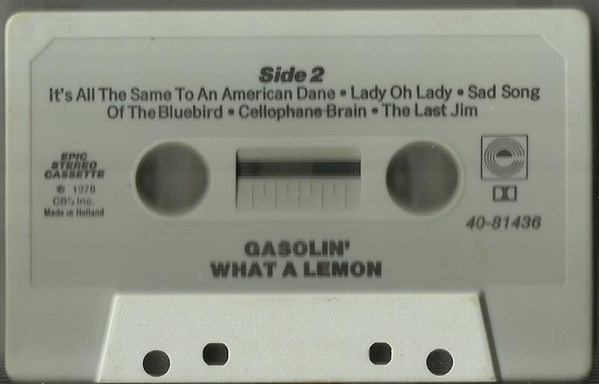 Side 2
It's All The Same To An American Dane • Lady Oh Lady • Sad Song
Of The Bluebird • Cellophane Brain • The Last Jim
EPIC
STEREO
CASSETTE
℗ 1976
CBS Inc.
Made in Holland
40-81436
GASOLIN'
WHAT A LEMON